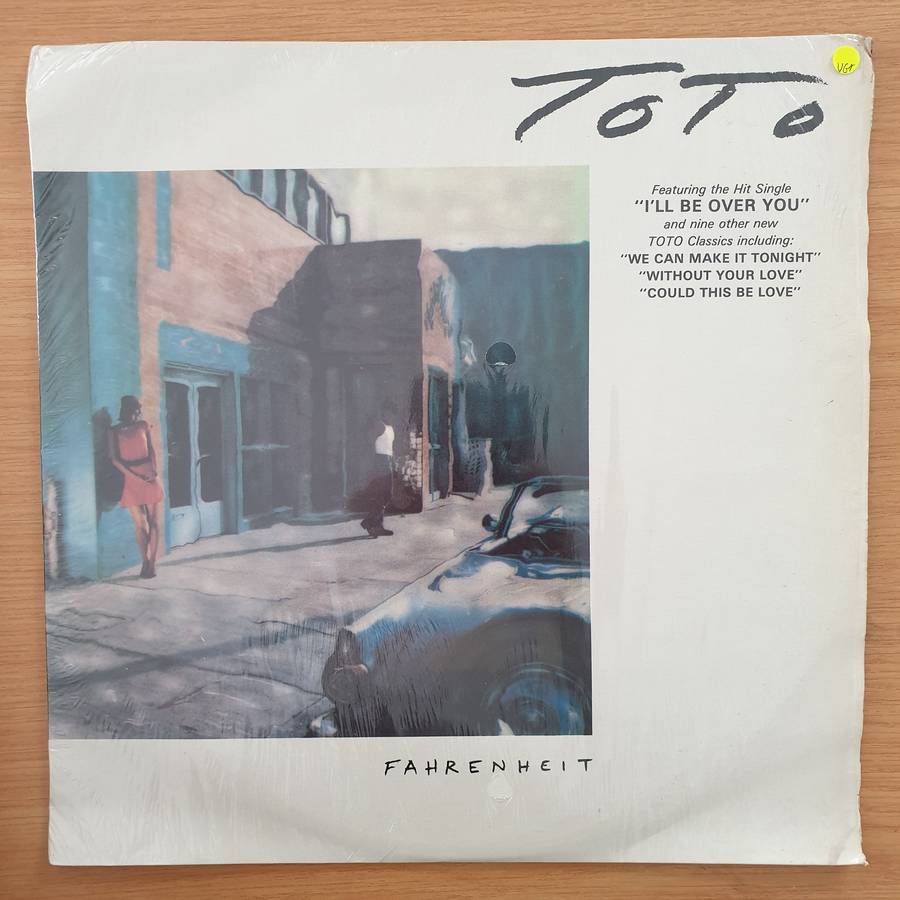 VG+
TOTO
Featuring the Hit Single
"I'LL BE OVER YOU"
and nine other new
TOTO Classics including:
"WE CAN MAKE IT TONIGHT"
"WITHOUT YOUR LOVE"
"COULD THIS BE LOVE"
FAHRENHEIT